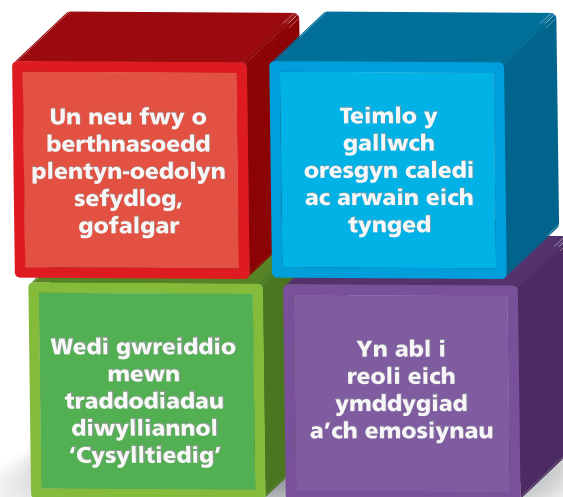 Un neu fwy o
berthnasoedd
plentyn-oedolyn
sefydlog,
gofalgar
Teimlo y
gallwch
oresgyn caledi
ac arwain eich
tynged
Wedi gwreiddio
mewn
traddodiadau
diwylliannol
‘Cysylltiedig’
Yn abl i
reoli eich
ymddygiad
a’ch emosiynau